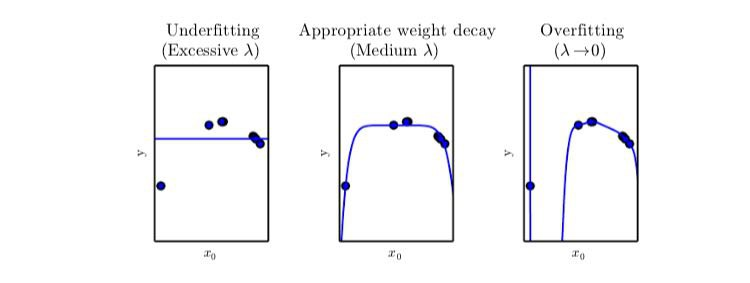 Underfitting
(Excessive λ)
Appropriate weight decay
(Medium λ)
Overfitting
(λ→0)
y
y
y
x₀
x₀
x₀